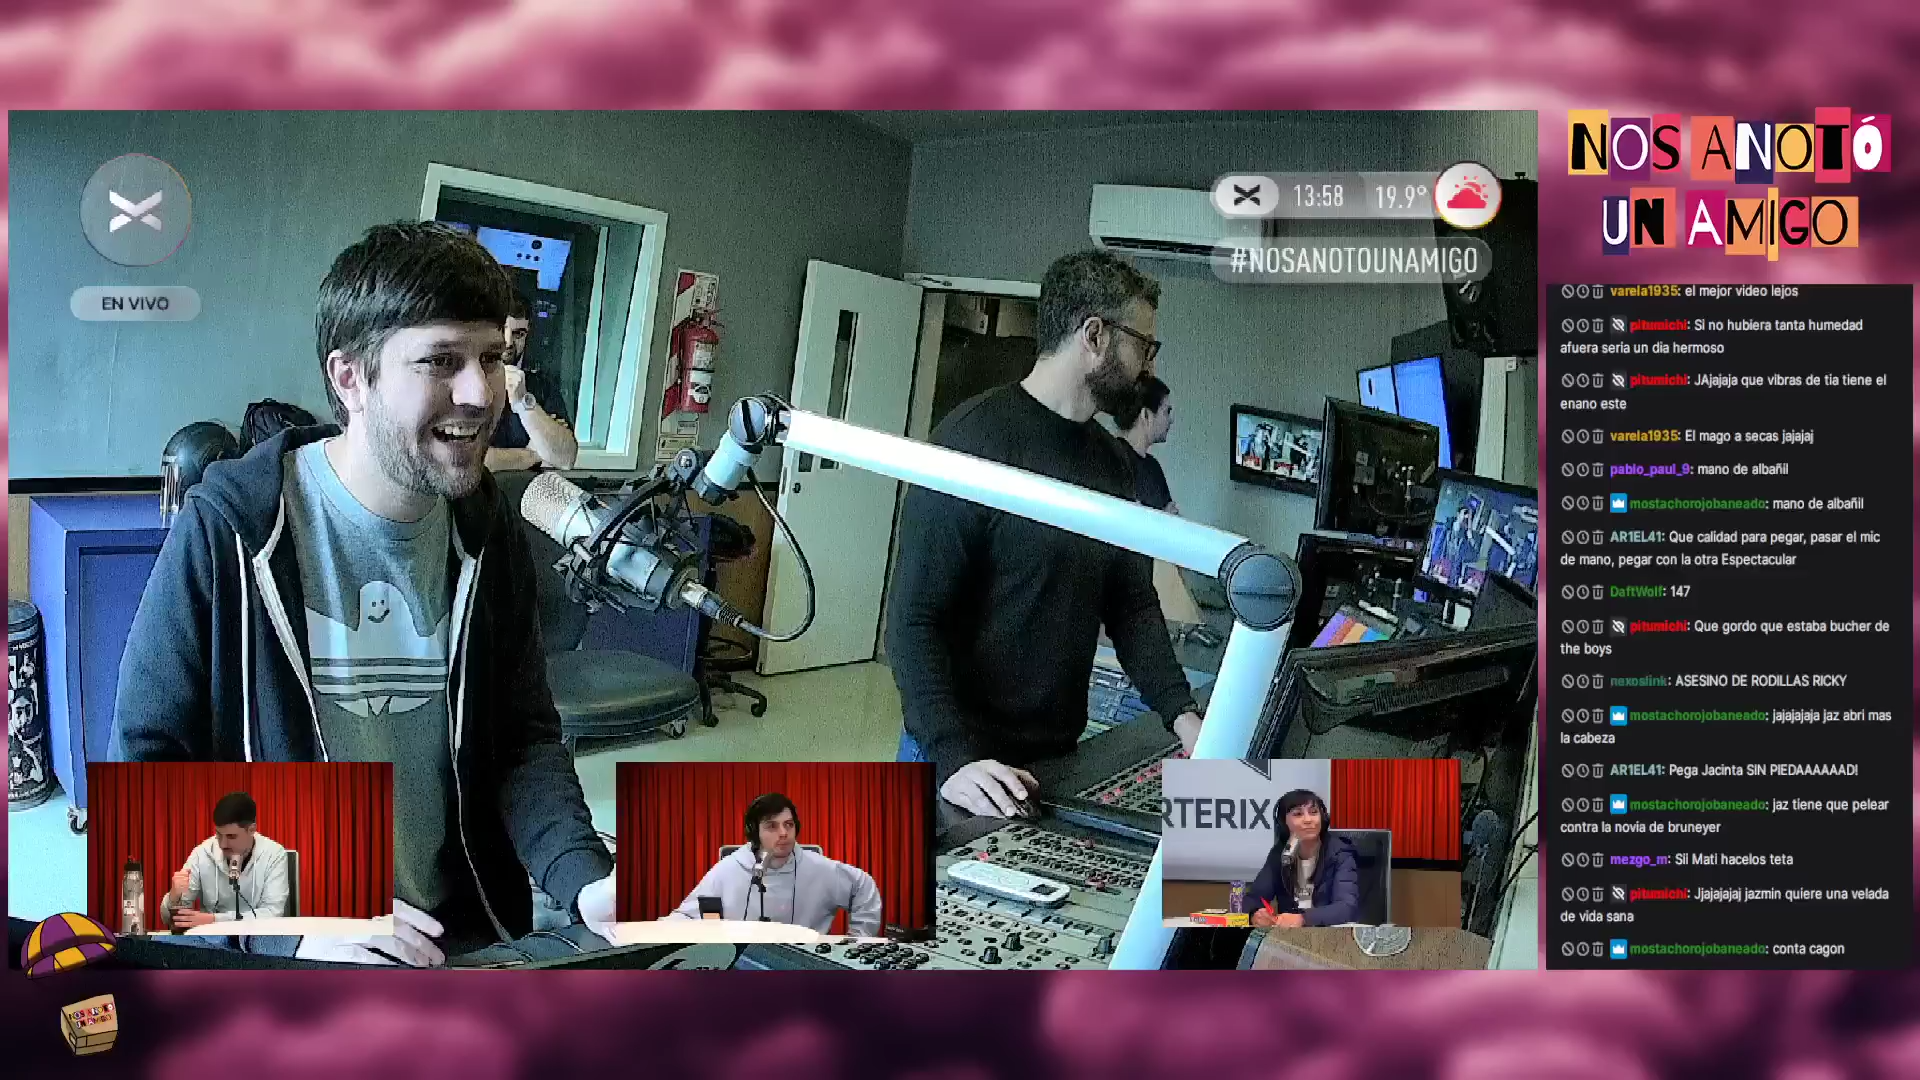 EN VIVO
13:58 19.9°
#NOSANOTOUNAMIGO
RTERIX
NOS ANOTÓ
UN AMIGO
varela1935: el mejor video lejos
pitumichi: Si no hubiera tanta humedad
afuera seria un dia hermoso
pitumichi: JAjajaja que vibras de tia tiene el
enano este
varela1935: El mago a secas jajajaj
pablo_paul_9: mano de albañil
mostachorojobaneado: mano de albañil
AR1EL41: Que calidad para pegar, pasar el mic
de mano, pegar con la otra Espectacular
DaftWolf: 147
pitumichi: Que gordo que estaba bucher de
the boys
nexoslink: ASESINO DE RODILLAS RICKY
mostachorojobaneado: jajajajaja jaz abri mas
la cabeza
AR1EL41: Pega Jacinta SIN PIEDAAAAAAD!
mostachorojobaneado: jaz tiene que pelear
contra la novia de bruneyer
mezgo_m: Sii Mati hacelos teta
pitumichi: Jjajajajaj jazmin quiere una velada
de vida sana
mostachorojobaneado: conta cagon
NOS ANOTÓ
UN AMIGO